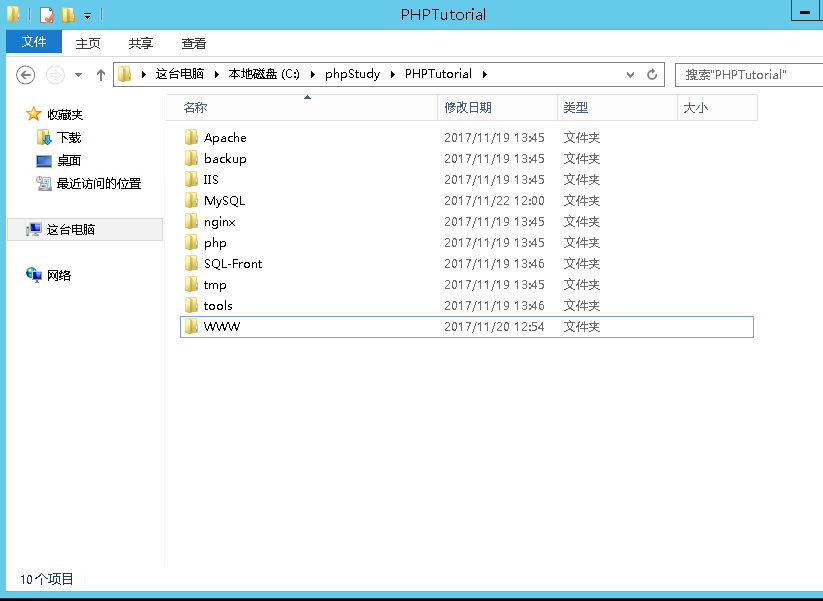 PHPTutorial
文件 主页 共享 查看
这台电脑 本地磁盘 (C:) phpStudy PHPTutorial 搜索"PHPTutorial"
收藏夹
下载
桌面
最近访问的位置
这台电脑
网络
名称 修改日期 类型 大小
Apache 2017/11/19 13:45 文件夹
backup 2017/11/19 13:45 文件夹
IIS 2017/11/19 13:45 文件夹
MySQL 2017/11/22 12:00 文件夹
nginx 2017/11/19 13:45 文件夹
php 2017/11/19 13:45 文件夹
SQL-Front 2017/11/19 13:46 文件夹
tmp 2017/11/19 13:45 文件夹
tools 2017/11/19 13:46 文件夹
WWW 2017/11/20 12:54 文件夹
10个项目